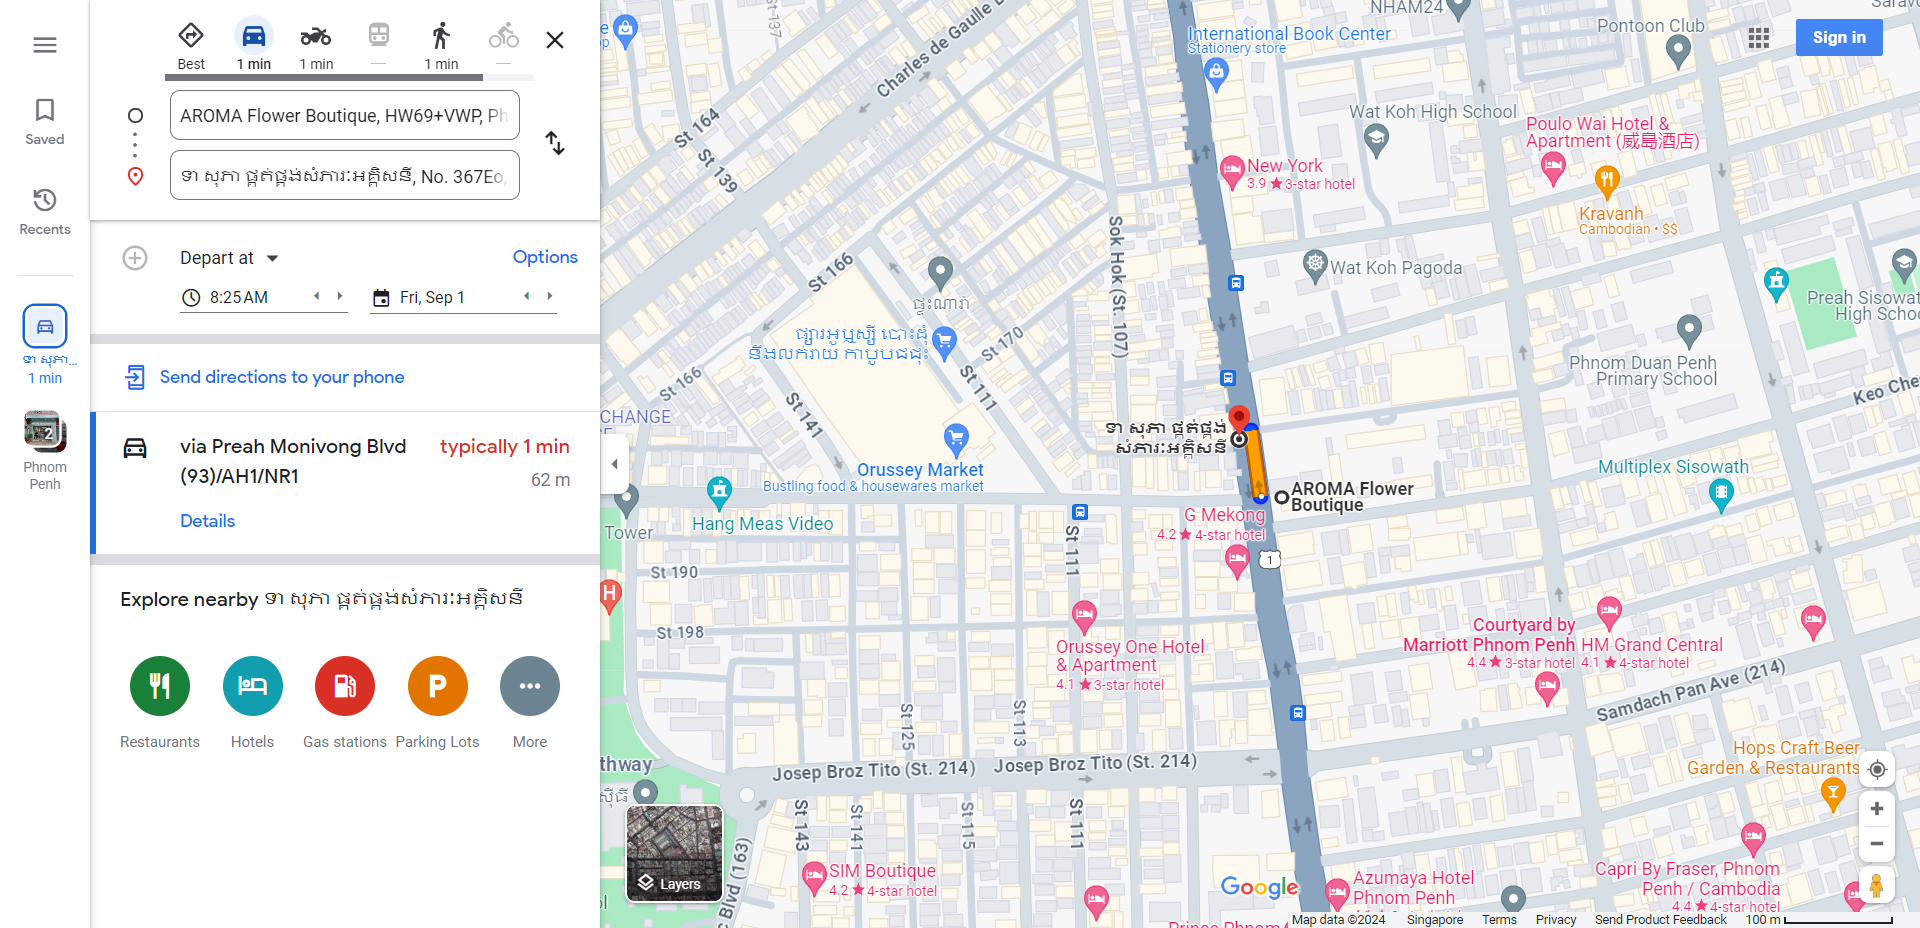 Saved
Recents
ទា សុភា...
1 min
2
Phnom
Penh
Best
1 min
1 min
1 min
AROMA Flower Boutique, HW69+VWP, Ph
ទា សុភា ផ្គត់ផ្គង់សំភារ:អគ្គិសនី, No. 367Eo,
Depart at
Options
8:25 AM
Fri, Sep 1
Send directions to your phone
via Preah Monivong Blvd
(93)/AH1/NR1
typically 1 min
62 m
Details
Explore nearby ទា សុភា ផ្គត់ផ្គង់សំភារ:អគ្គិសនី
Restaurants
Hotels
Gas stations
Parking Lots
More
Sign in
NHAM24
Pontoon Club
International Book Center
Stationery store
Charles de Gaulle
St 137
St 164
St 139
Wat Koh High School
Poulo Wai Hotel &
Apartment (威島酒店)
New York
3.9 ★ 3-star hotel
Kravanh
Cambodian • $$
Sok Hok (St. 107)
St 166
Wat Koh Pagoda
Preah Sisowath
High Scho
ផ្ទះណារ៉ា
ផ្សារអូឬស្សី បោះដុំ
និងលក់រាយ កាបូបជជុះ
St 170
St 166
St 111
St 141
Phnom Duan Penh
Primary School
Keo Che
CHANGE
ទា សុភា ផ្គត់ផ្គង់
សំភារ:អគ្គិសនី
Orussey Market
Bustling food & housewares market
Multiplex Sisowath
AROMA Flower
Boutique
Hang Meas Video
Tower
G Mekong
4.2 ★ 4-star hotel
1
St 111
St 190
H
St 198
Orussey One Hotel
& Apartment
4.1 ★ 3-star hotel
Courtyard by
Marriott Phnom Penh
4.4 ★ 3-star hotel
HM Grand Central
4.1 ★ 4-star hotel
Samdach Pan Ave (214)
St 125
St 113
Hops Craft Beer
Garden & Restaurants
thway
Josep Broz Tito (St. 214)
Josep Broz Tito (St. 214)
St 143
St 141
St 115
St 111
Blvd (163)
Layers
SIM Boutique
4.2 ★ 4-star hotel
Google
Azumaya Hotel
Phnom Penh
Capri By Fraser, Phnom
Penh / Cambodia
4.4 ★ 4-star hotel
Prince Phnom
Map data ©2024
Singapore
Terms
Privacy
Send Product Feedback
100 m